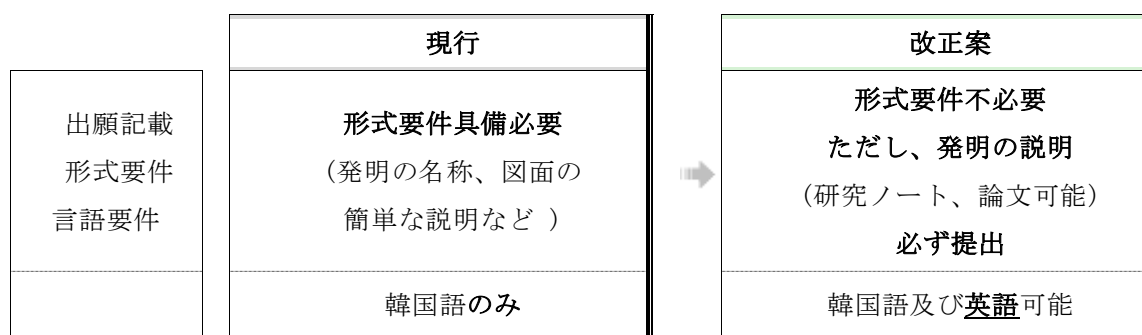 現行
改正案
出願記載
形式要件
言語要件
形式要件具備必要
(発明の名称、図面の
簡単な説明など )
形式要件不必要
ただし、発明の説明
(研究ノート、論文可能)
必ず提出
韓国語のみ
韓国語及び英語可能